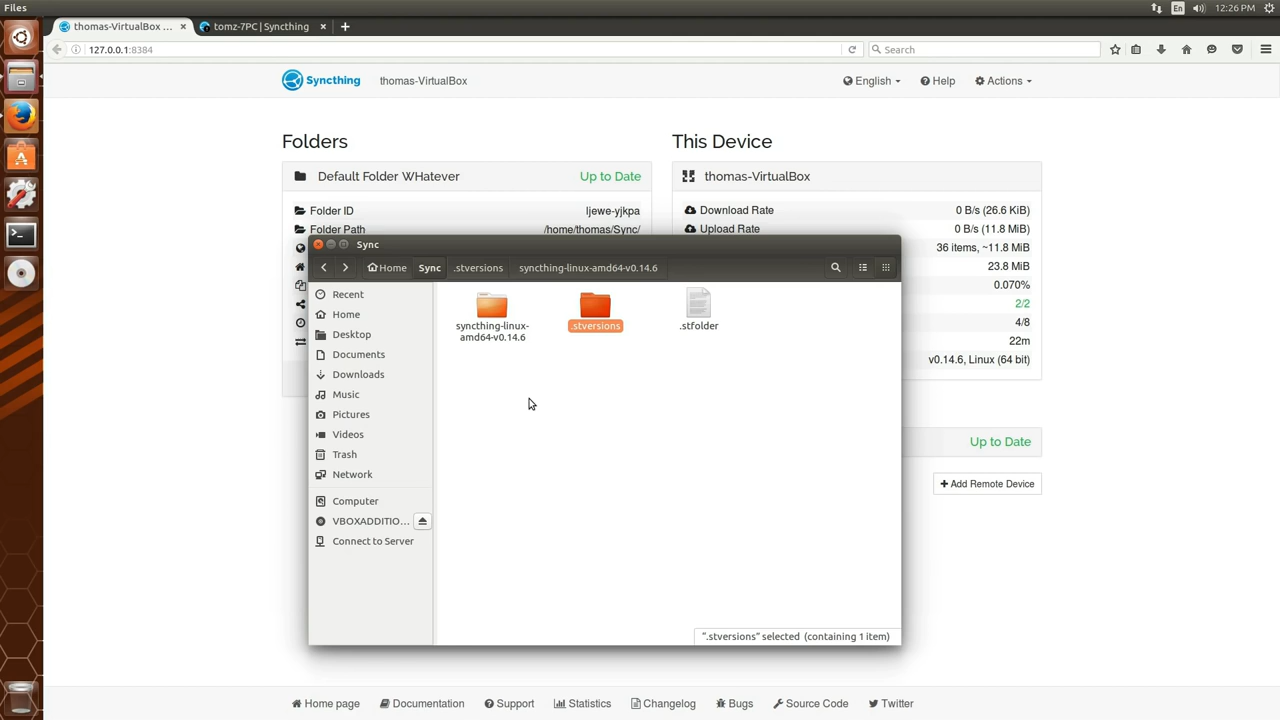 Files
En
12:26 PM
thomas-VirtualBox ...
tomz-7PC | Syncthing
127.0.0.1:8384
Search
Syncthing
thomas-VirtualBox
English
Help
Actions
Folders
This Device
Default Folder WHatever
Up to Date
thomas-VirtualBox
Folder ID
ljewe-yjkpa
Download Rate
0 B/s (26.6 KiB)
Folder Path
/home/thomas/Sync/
Upload Rate
0 B/s (11.8 MiB)
36 items, ~11.8 MiB
23.8 MiB
0.070%
2/2
4/8
22m
v0.14.6, Linux (64 bit)
Up to Date
Add Remote Device
Sync
Home
Sync
.stversions
syncthing-linux-amd64-v0.14.6
Recent
Home
Desktop
Documents
Downloads
Music
Pictures
Videos
Trash
Network
Computer
VBOXADDITIO...
Connect to Server
syncthing-linux-
amd64-v0.14.6
.stversions
.stfolder
".stversions" selected (containing 1 item)
Home page
Documentation
Support
Statistics
Changelog
Bugs
Source Code
Twitter